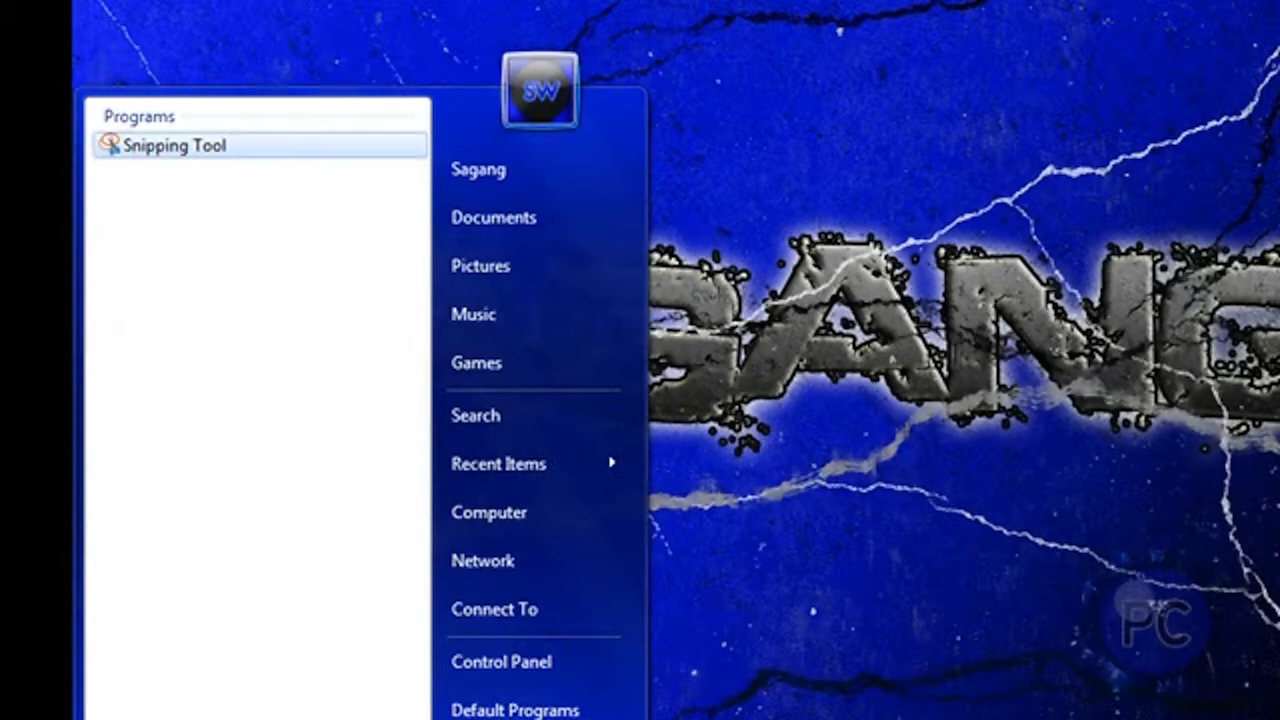 SW
Programs
Snipping Tool
Sagang
Documents
Pictures
Music
Games
Search
Recent Items
Computer
Network
Connect To
Control Panel
Default Programs
GANG
PC